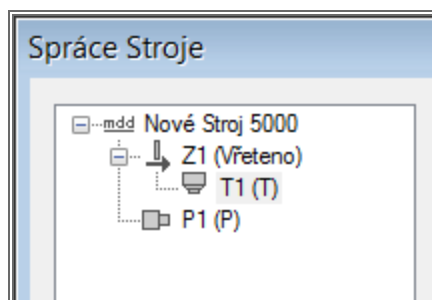 Spráce Stroje
mdd Nové Stroj 5000
Z1 (Vřeteno)
T1 (T)
P1 (P)